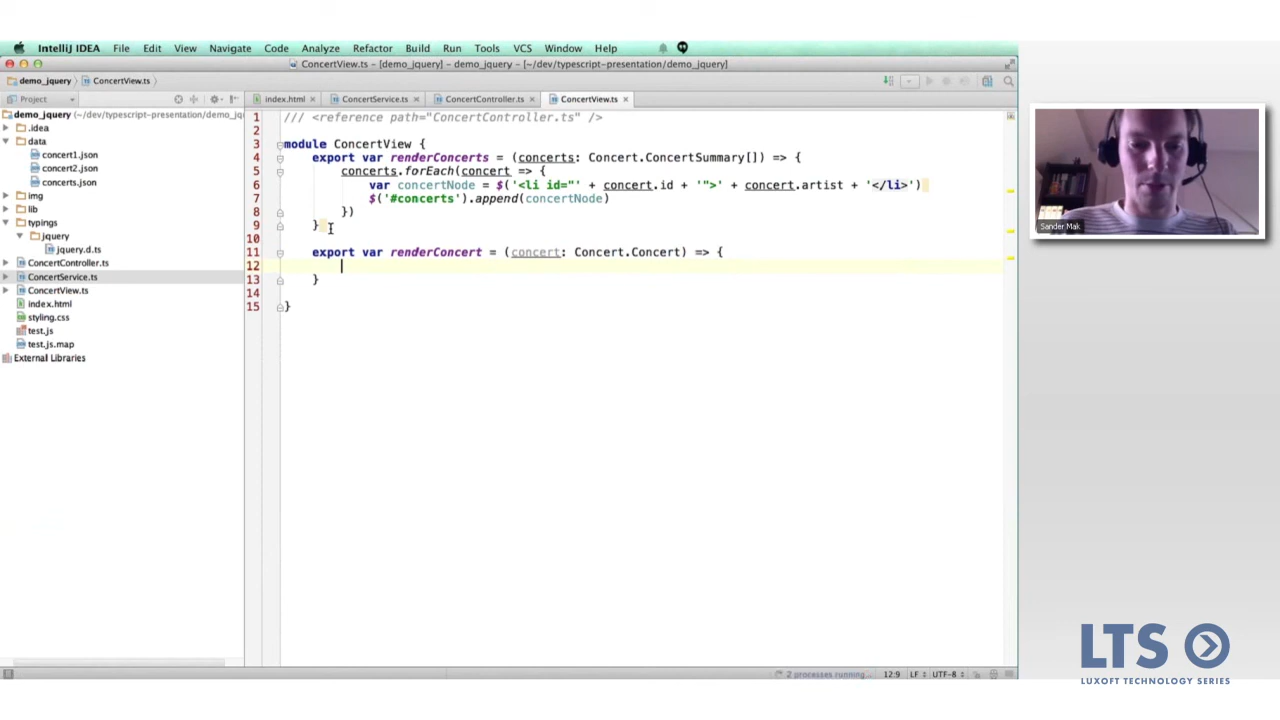 IntelliJ IDEA File Edit View Navigate Code Analyze Refactor Build Run Tools VCS Window Help
ConcertView.ts - [demo_jquery] - demo_jquery - [~/dev/typescript-presentation/demo_jquery]
demo_jquery ConcertView.ts
Project
index.html ConcertService.ts ConcertController.ts ConcertView.ts
demo_jquery (~/dev/typescript-presentation/demo_jqu
.idea
data
concert1.json
concert2.json
concerts.json
img
lib
typings
jquery
jquery.d.ts
ConcertController.ts
ConcertService.ts
ConcertView.ts
index.html
styling.css
test.js
test.js.map
External Libraries
1 /// <reference path="ConcertController.ts" />
2
3 module ConcertView {
4 export var renderConcerts = (concerts: Concert.ConcertSummary[]) => {
5 concerts.forEach(concert => {
6 var concertNode = $('<li id="' + concert.id + '">' + concert.artist + '</li>')
7 $('#concerts').append(concertNode)
8 })
9 }
10
11 export var renderConcert = (concert: Concert.Concert) => {
12
13 }
14
15 }
2 processes running... 12:9 LF UTF-8
Sander Mak
LTS
LUXOFT TECHNOLOGY SERIES